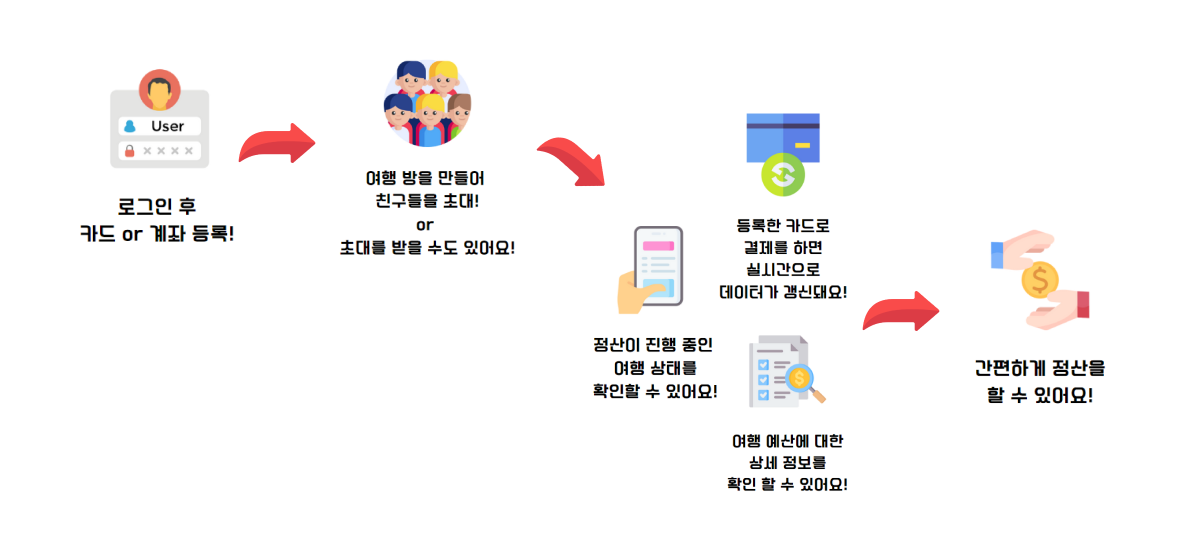 User
× × × ×
로그인 후
카드 or 계좌 등록!
여행 방을 만들어
친구들을 초대!
or
초대를 받을 수도 있어요!
정산이 진행 중인
여행 상태를
확인할 수 있어요!
등록한 카드로
결제를 하면
실시간으로
데이터가 갱신돼요!
여행 예산에 대한
상세 정보를
확인 할 수 있어요!
간편하게 정산을
할 수 있어요!